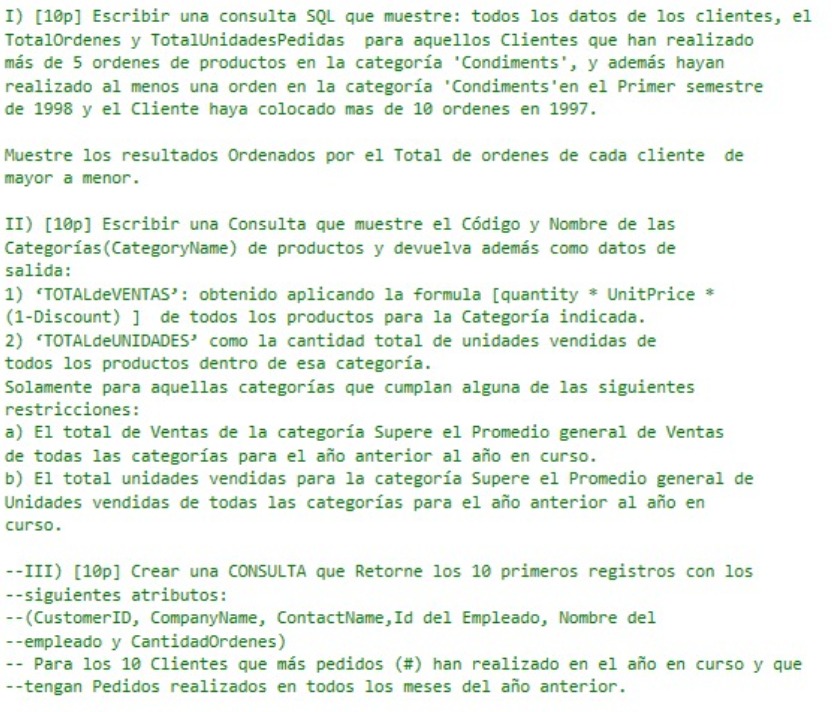 I) [10p] Escribir una consulta SQL que muestre: todos los datos de los clientes, el
TotalOrdenes y TotalUnidadesPedidas  para aquellos Clientes que han realizado
más de 5 ordenes de productos en la categoría 'Condiments', y además hayan
realizado al menos una orden en la categoría 'Condiments'en el Primer semestre
de 1998 y el Cliente haya colocado mas de 10 ordenes en 1997.

Muestre los resultados Ordenados por el Total de ordenes de cada cliente  de
mayor a menor.

II) [10p] Escribir una Consulta que muestre el Código y Nombre de las
Categorías(CategoryName) de productos y devuelva además como datos de
salida:
1) ‘TOTALdeVENTAS’: obtenido aplicando la formula [quantity * UnitPrice *
(1-Discount) ]  de todos los productos para la Categoría indicada.
2) ‘TOTALdeUNIDADES’ como la cantidad total de unidades vendidas de
todos los productos dentro de esa categoría.
Solamente para aquellas categorías que cumplan alguna de las siguientes
restricciones:
a) El total de Ventas de la categoría Supere el Promedio general de Ventas
de todas las categorías para el año anterior al año en curso.
b) El total unidades vendidas para la categoría Supere el Promedio general de
Unidades vendidas de todas las categorías para el año anterior al año en
curso.

--III) [10p] Crear una CONSULTA que Retorne los 10 primeros registros con los
--siguientes atributos:
--(CustomerID, CompanyName, ContactName,Id del Empleado, Nombre del
--empleado y CantidadOrdenes)
-- Para los 10 Clientes que más pedidos (#) han realizado en el año en curso y que
--tengan Pedidos realizados en todos los meses del año anterior.